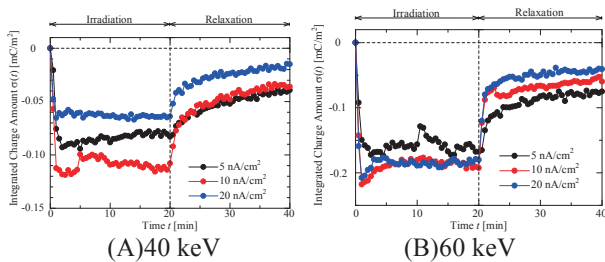 Irradiation Relaxation
Integrated Charge Amount σ(t) [mC/m²]
0
-0.05
-0.10
-0.15
5 nA/cm²
10 nA/cm²
20 nA/cm²
0 10 20 30 40
Time t [min]
(A)40 keV
Irradiation Relaxation
Integrated Charge Amount σ(t) [mC/m²]
0
-0.1
-0.2
5 nA/cm²
10 nA/cm²
20 nA/cm²
0 10 20 30 40
Time t [min]
(B)60 keV